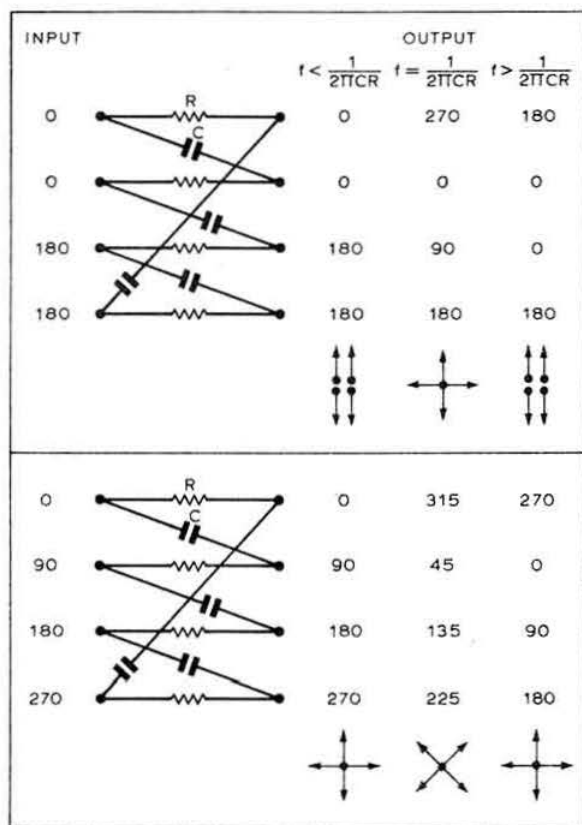 INPUT OUTPUT
f < 1/2ΠCR f = 1/2ΠCR f > 1/2ΠCR
R
0 0 270 180
C
0 0 0 0
180 180 90 0
180 180 180 180
R
0 0 315 270
C
90 90 45 0
180 180 135 90
270 270 225 180